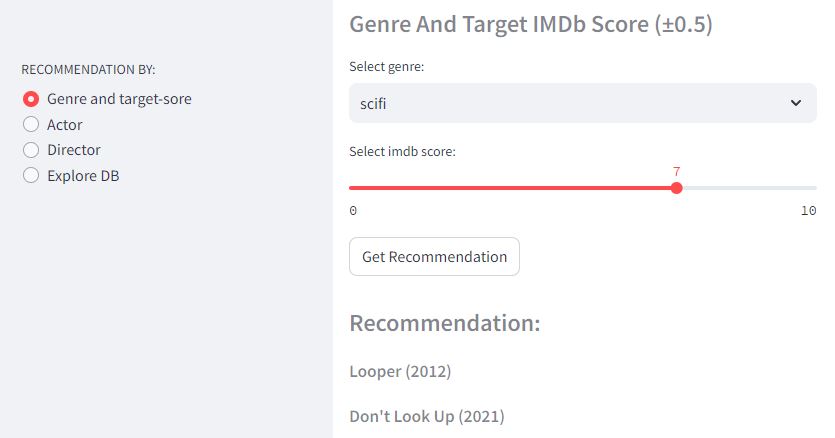 RECOMMENDATION BY:
Genre and target-sore
Actor
Director
Explore DB
Genre And Target IMDb Score (±0.5)
Select genre:
scifi
Select imdb score:
7
0 10
Get Recommendation
Recommendation:
Looper (2012)
Don't Look Up (2021)